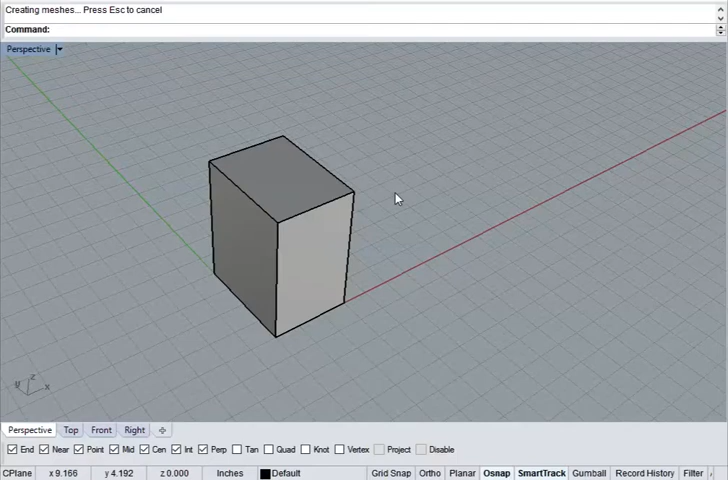 Creating meshes... Press Esc to cancel
Command:
Perspective
z
y x
Perspective Top Front Right
End Near Point Mid Cen Int Perp Tan Quad Knot Vertex Project Disable
CPlane x 9.166 y 4.192 z 0.000 Inches Default Grid Snap Ortho Planar Osnap SmartTrack Gumball Record History Filter